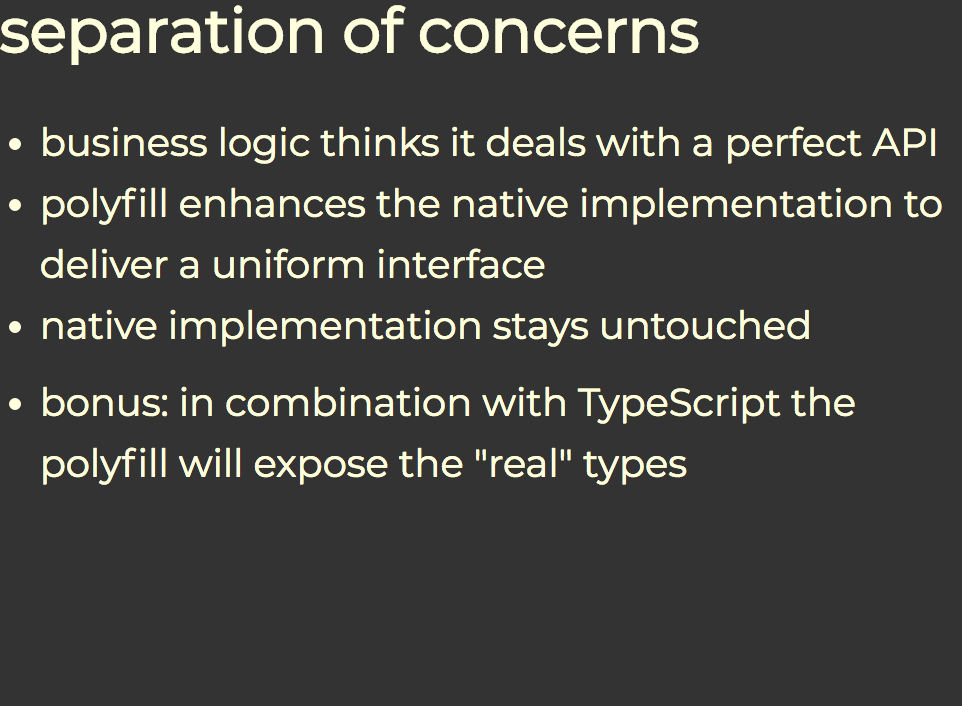 separation of concerns
• business logic thinks it deals with a perfect API
• polyfill enhances the native implementation to
deliver a uniform interface
• native implementation stays untouched
• bonus: in combination with TypeScript the
polyfill will expose the "real" types